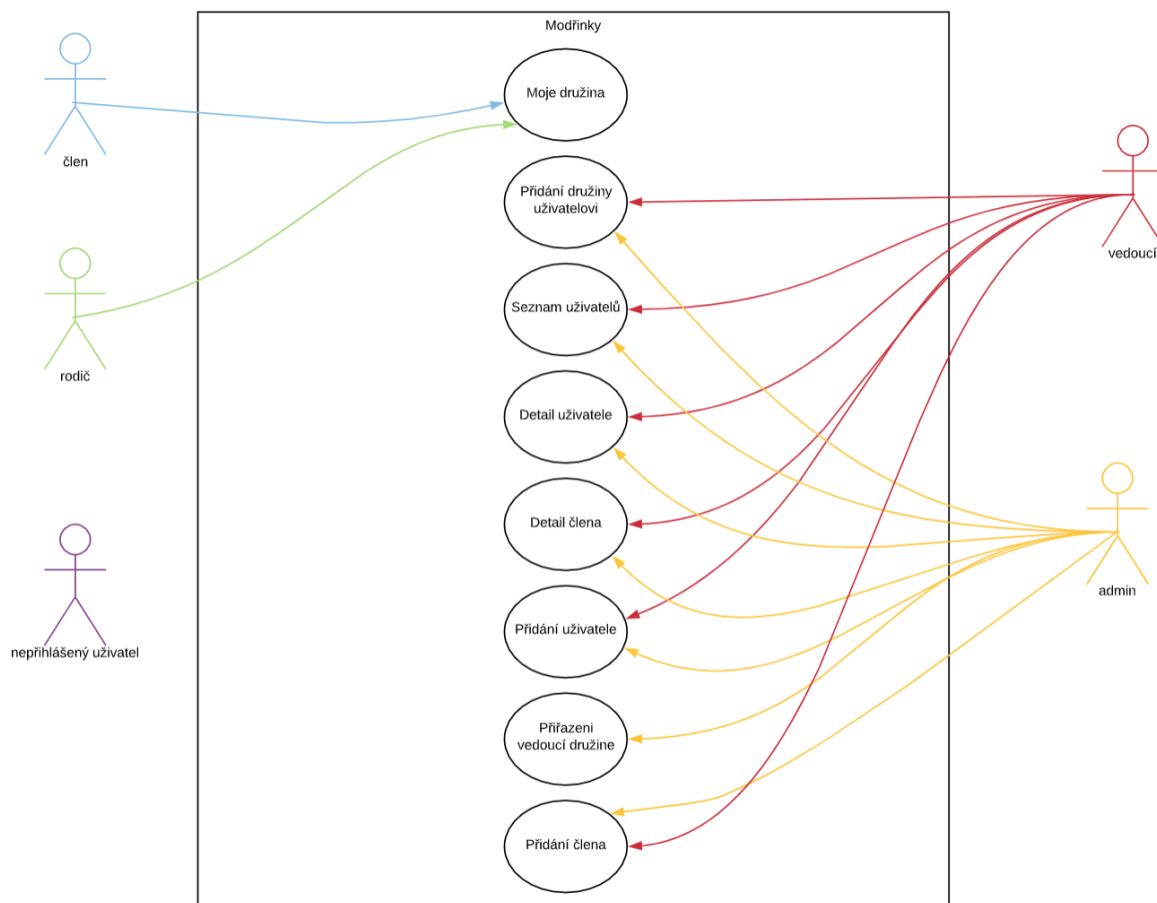 Modřinky
Moje družina
člen
Přidání družiny
uživatelovi
vedoucí
Seznam uživatelů
rodič
Detail uživatele
Detail člena
admin
Přidání uživatele
nepřihlášený uživatel
Přiřazeni
vedoucí družine
Přidání člena